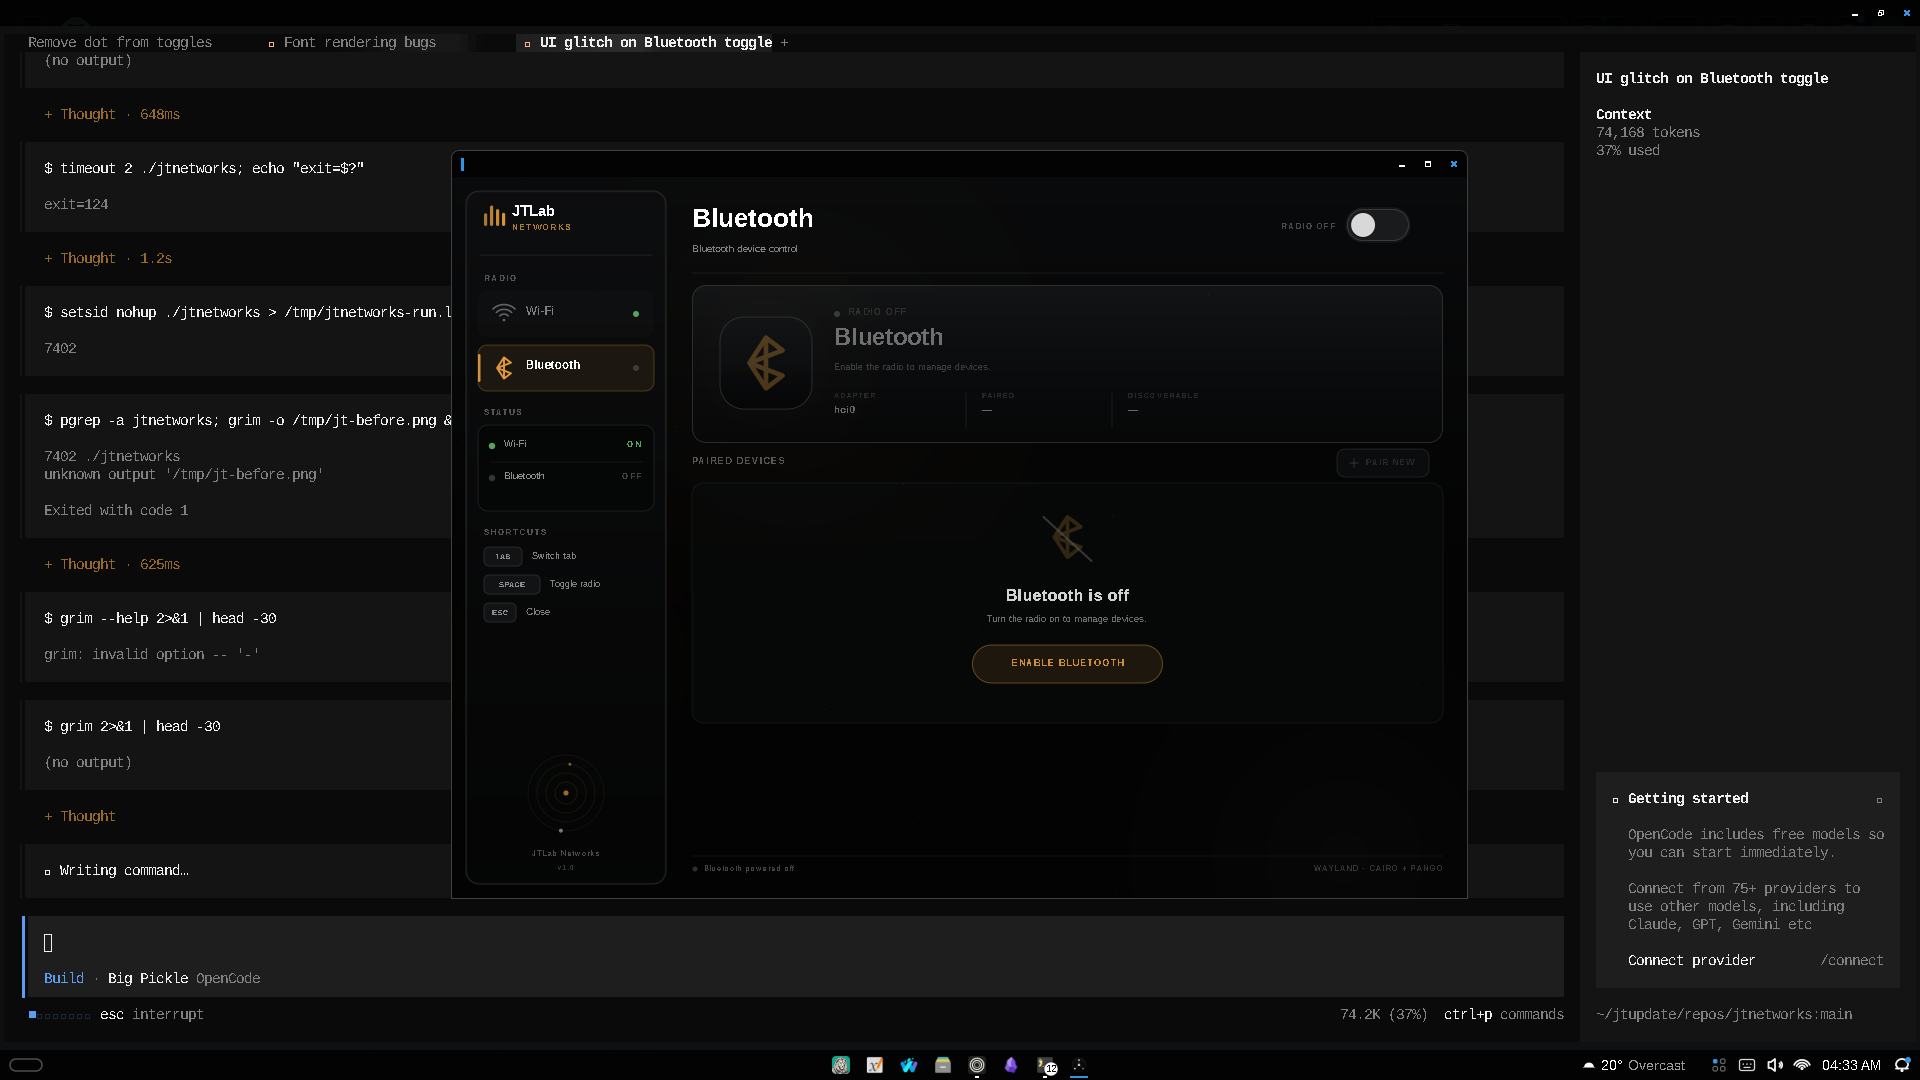 Remove dot from toggles
Font rendering bugs
UI glitch on Bluetooth toggle +
(no output)
+ Thought · 648ms
$ timeout 2 ./jtnetworks; echo "exit=$?"
exit=124
+ Thought · 1.2s
$ setsid nohup ./jtnetworks > /tmp/jtnetworks-run.l
7402
$ pgrep -a jtnetworks; grim -o /tmp/jt-before.png &
7402 ./jtnetworks
unknown output '/tmp/jt-before.png'
Exited with code 1
+ Thought · 625ms
$ grim --help 2>&1 | head -30
grim: invalid option -- '-'
$ grim 2>&1 | head -30
(no output)
+ Thought
Writing command…
Build · Big Pickle OpenCode
esc interrupt
74.2K (37%) ctrl+p commands
JTLab
NETWORKS
RADIO
Wi-Fi
Bluetooth
STATUS
Wi-Fi ON
Bluetooth OFF
SHORTCUTS
TAB Switch tab
SPACE Toggle radio
ESC Close
JTLab Networks
v1.0
Bluetooth
Bluetooth device control
RADIO OFF
RADIO OFF
Bluetooth
Enable the radio to manage devices.
ADAPTER PAIRED DISCOVERABLE
hci0 — —
PAIRED DEVICES
+ PAIR NEW
Bluetooth is off
Turn the radio on to manage devices.
ENABLE BLUETOOTH
Bluetooth powered off
WAYLAND · CAIRO + PANGO
UI glitch on Bluetooth toggle
Context
74,168 tokens
37% used
Getting started
OpenCode includes free models so
you can start immediately.
Connect from 75+ providers to
use other models, including
Claude, GPT, Gemini etc
Connect provider /connect
~/jtupdate/repos/jtnetworks:main
12
20° Overcast
04:33 AM